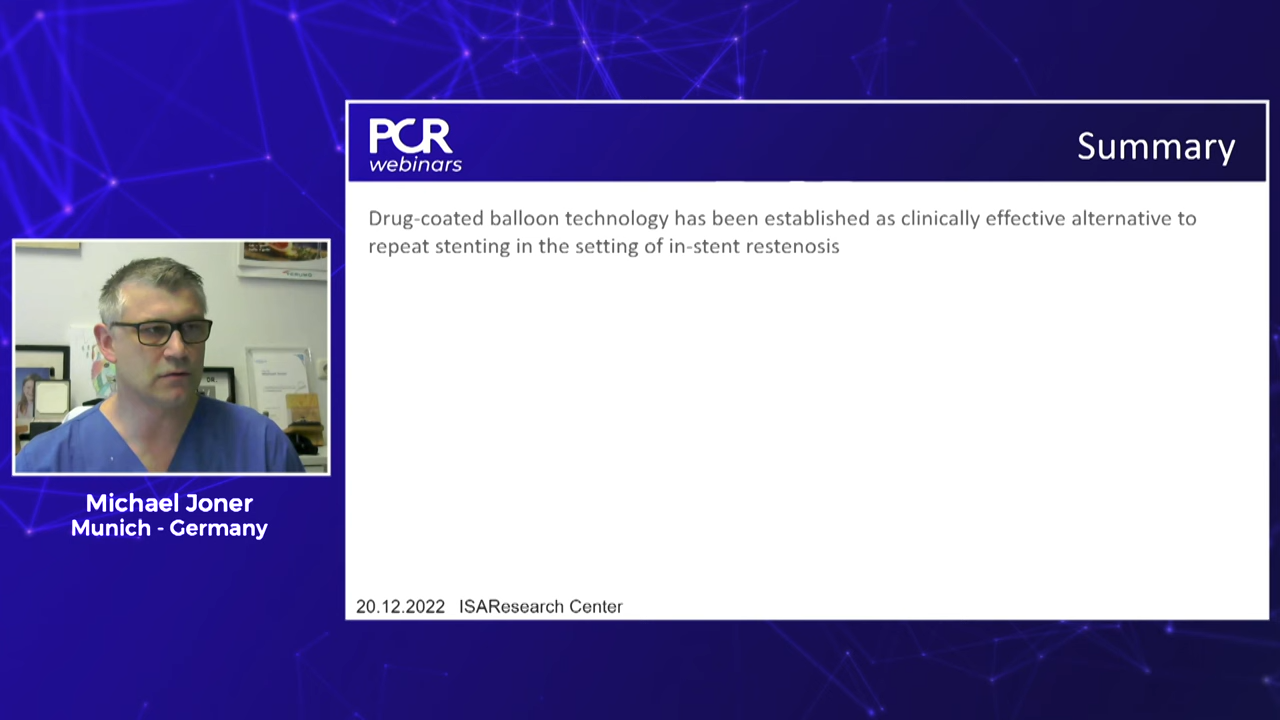 PCR
webinars
Summary
Drug-coated balloon technology has been established as clinically effective alternative to
repeat stenting in the setting of in-stent restenosis
DR.
Michael Joner
Munich - Germany
20.12.2022 ISAResearch Center